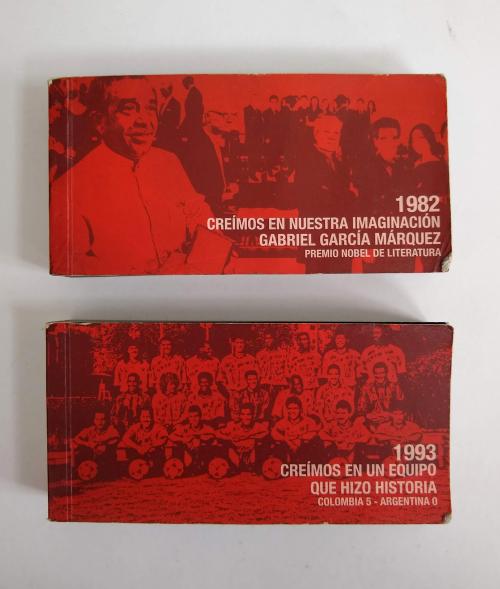 1982
CREÍMOS EN NUESTRA IMAGINACIÓN
GABRIEL GARCÍA MÁRQUEZ
PREMIO NOBEL DE LITERATURA
1993
CREÍMOS EN UN EQUIPO
QUE HIZO HISTORIA
COLOMBIA 5 - ARGENTINA 0